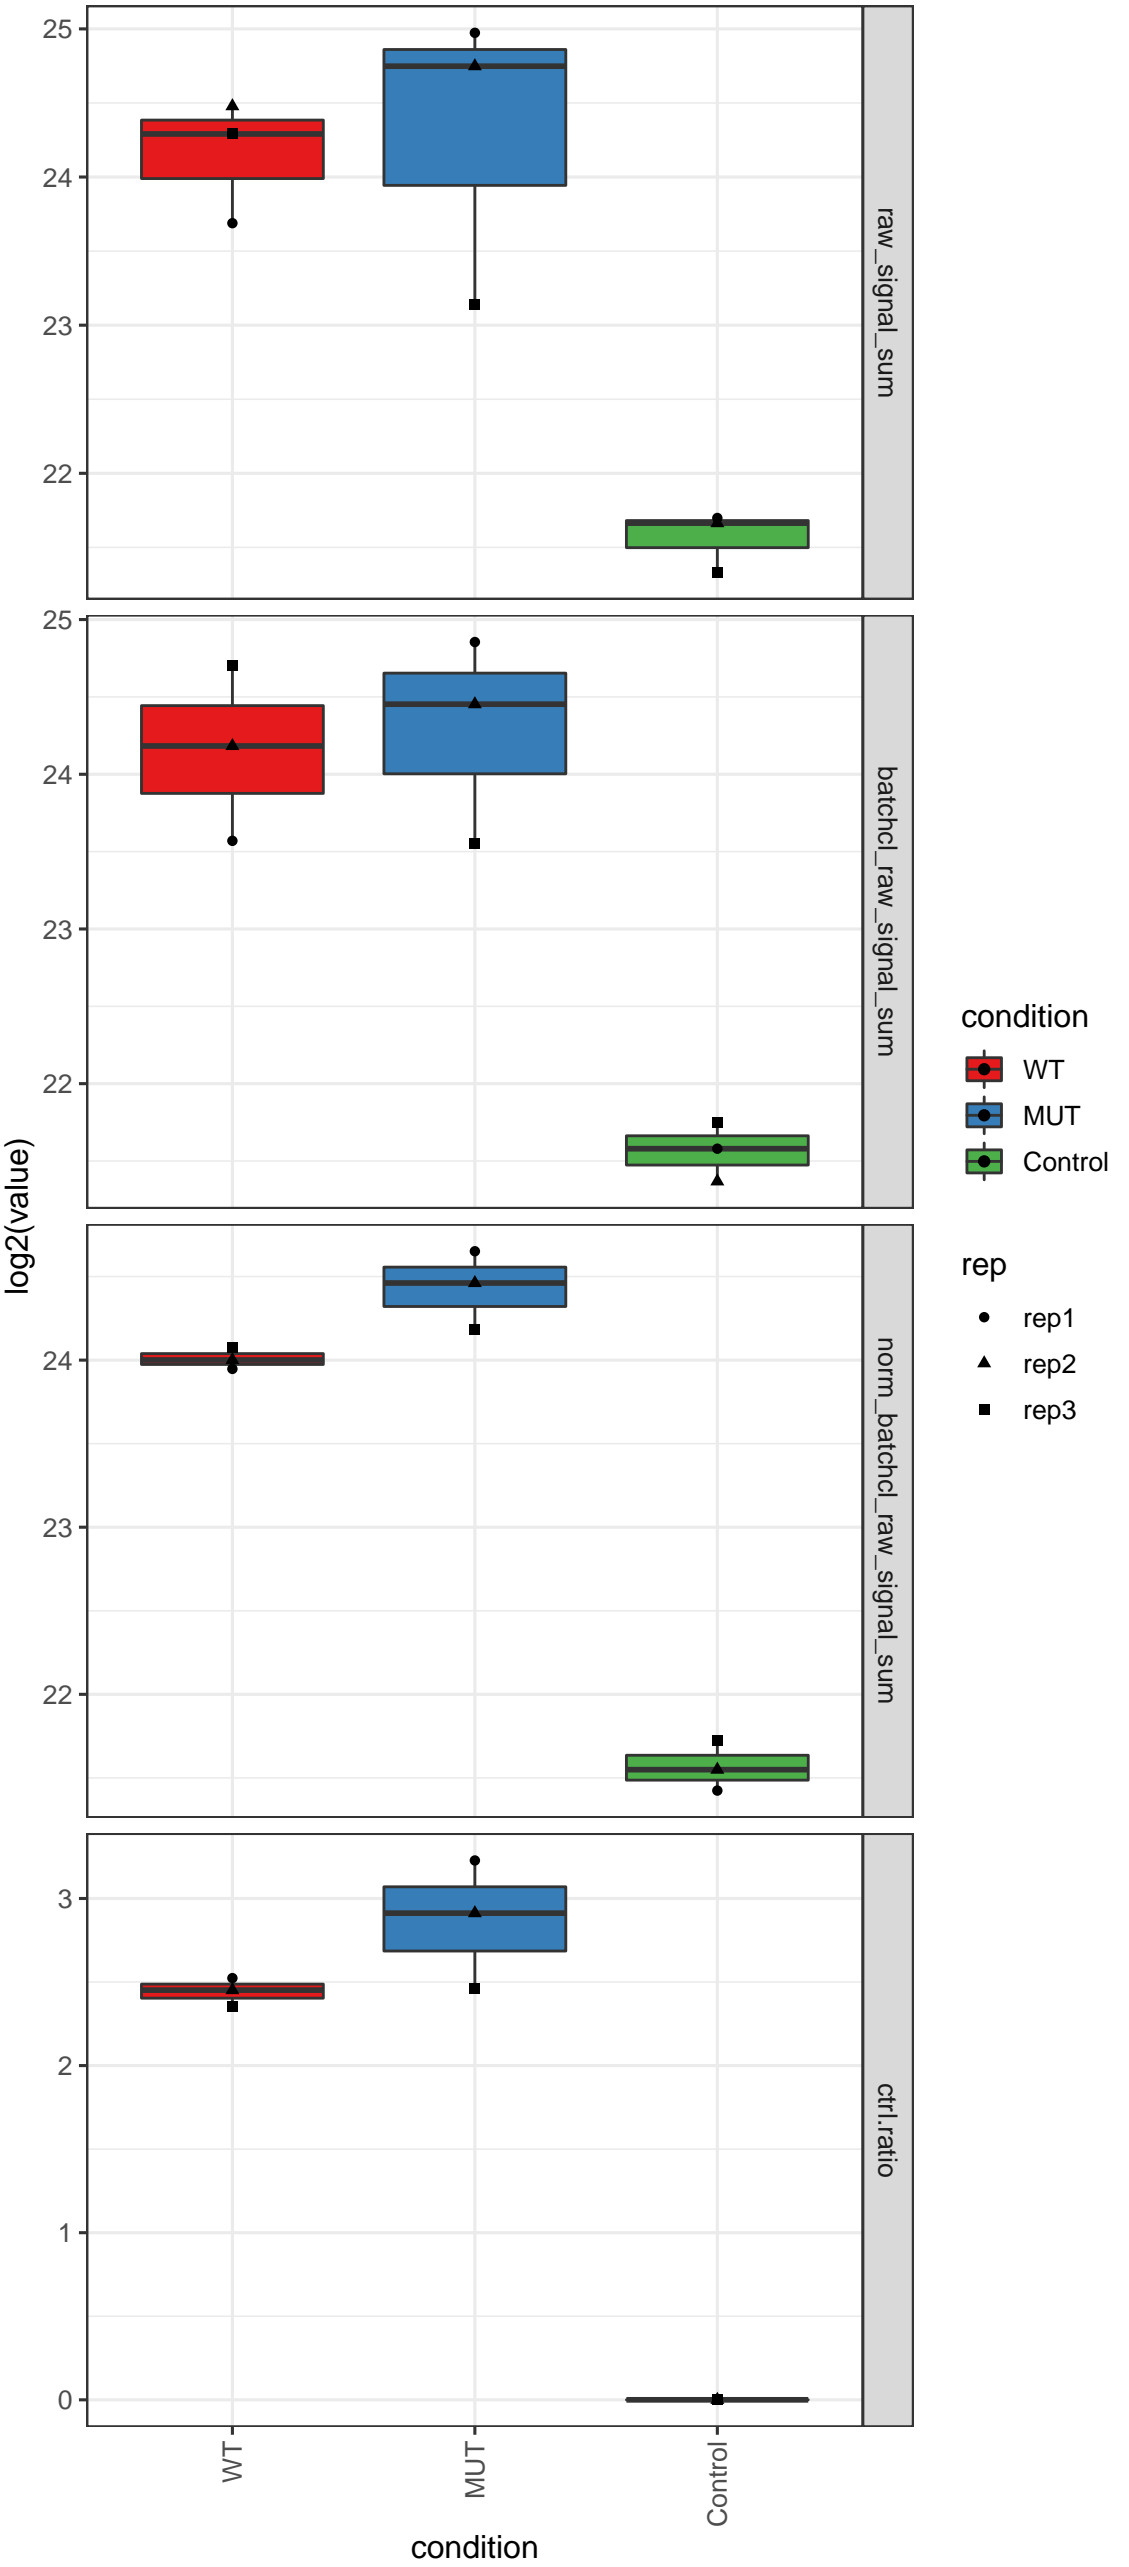 log2(value)
25
24
23
22
raw_signal_sum
25
24
23
22
batchcl_raw_signal_sum
24
23
22
norm_batchcl_raw_signal_sum
3
2
1
0
ctrl.ratio
WT
MUT
Control
condition
condition
WT
MUT
Control
rep
rep1
rep2
rep3